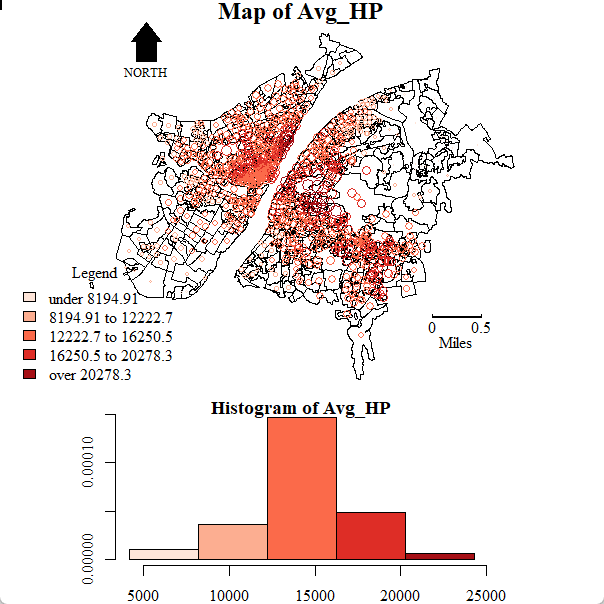 Map of Avg_HP
NORTH
Legend
under 8194.91
8194.91 to 12222.7
12222.7 to 16250.5
16250.5 to 20278.3
over 20278.3
0 0.5
Miles
Histogram of Avg_HP
0.00010
0.00000
5000 10000 15000 20000 25000